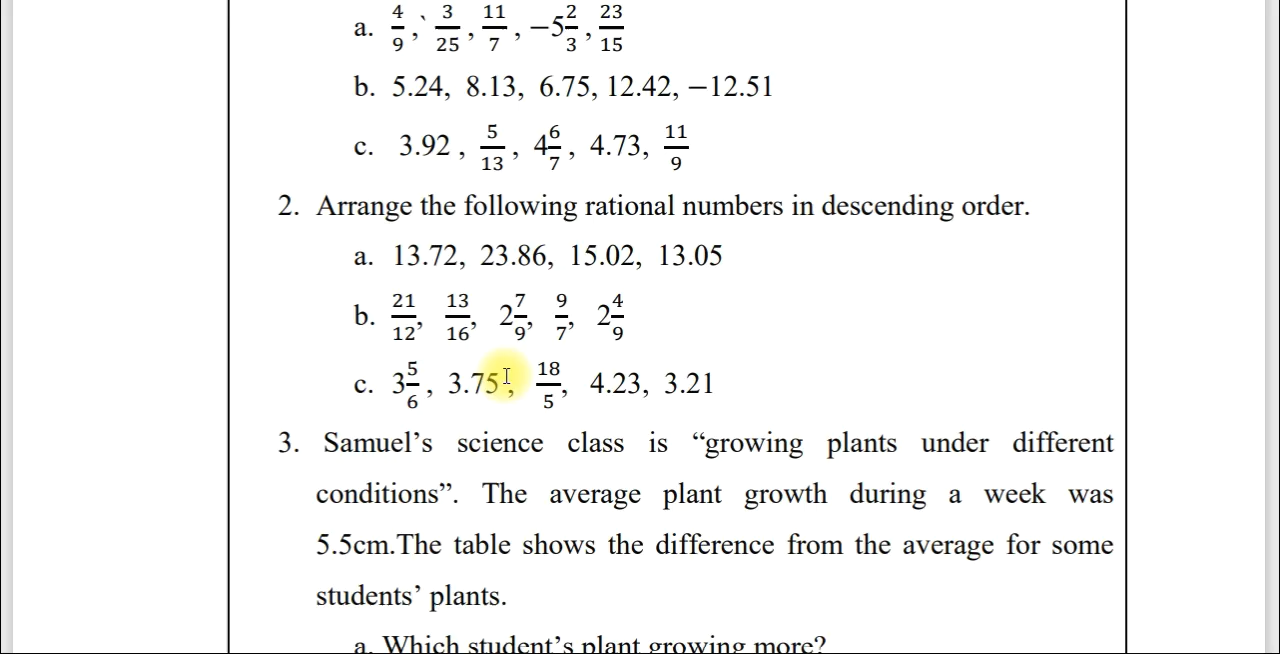 a. 4/9, ` 3/25, 11/7, −5 2/3, 23/15
b. 5.24, 8.13, 6.75, 12.42, −12.51
c. 3.92, 5/13, 4 6/7, 4.73, 11/9
2. Arrange the following rational numbers in descending order.
a. 13.72, 23.86, 15.02, 13.05
b. 21/12, 13/16, 2 7/9, 9/7, 2 4/9
c. 3 5/6, 3.75, 18/5, 4.23, 3.21
3. Samuel’s science class is “growing plants under different
conditions”. The average plant growth during a week was
5.5cm.The table shows the difference from the average for some
students’ plants.
a. Which student’s plant growing more?